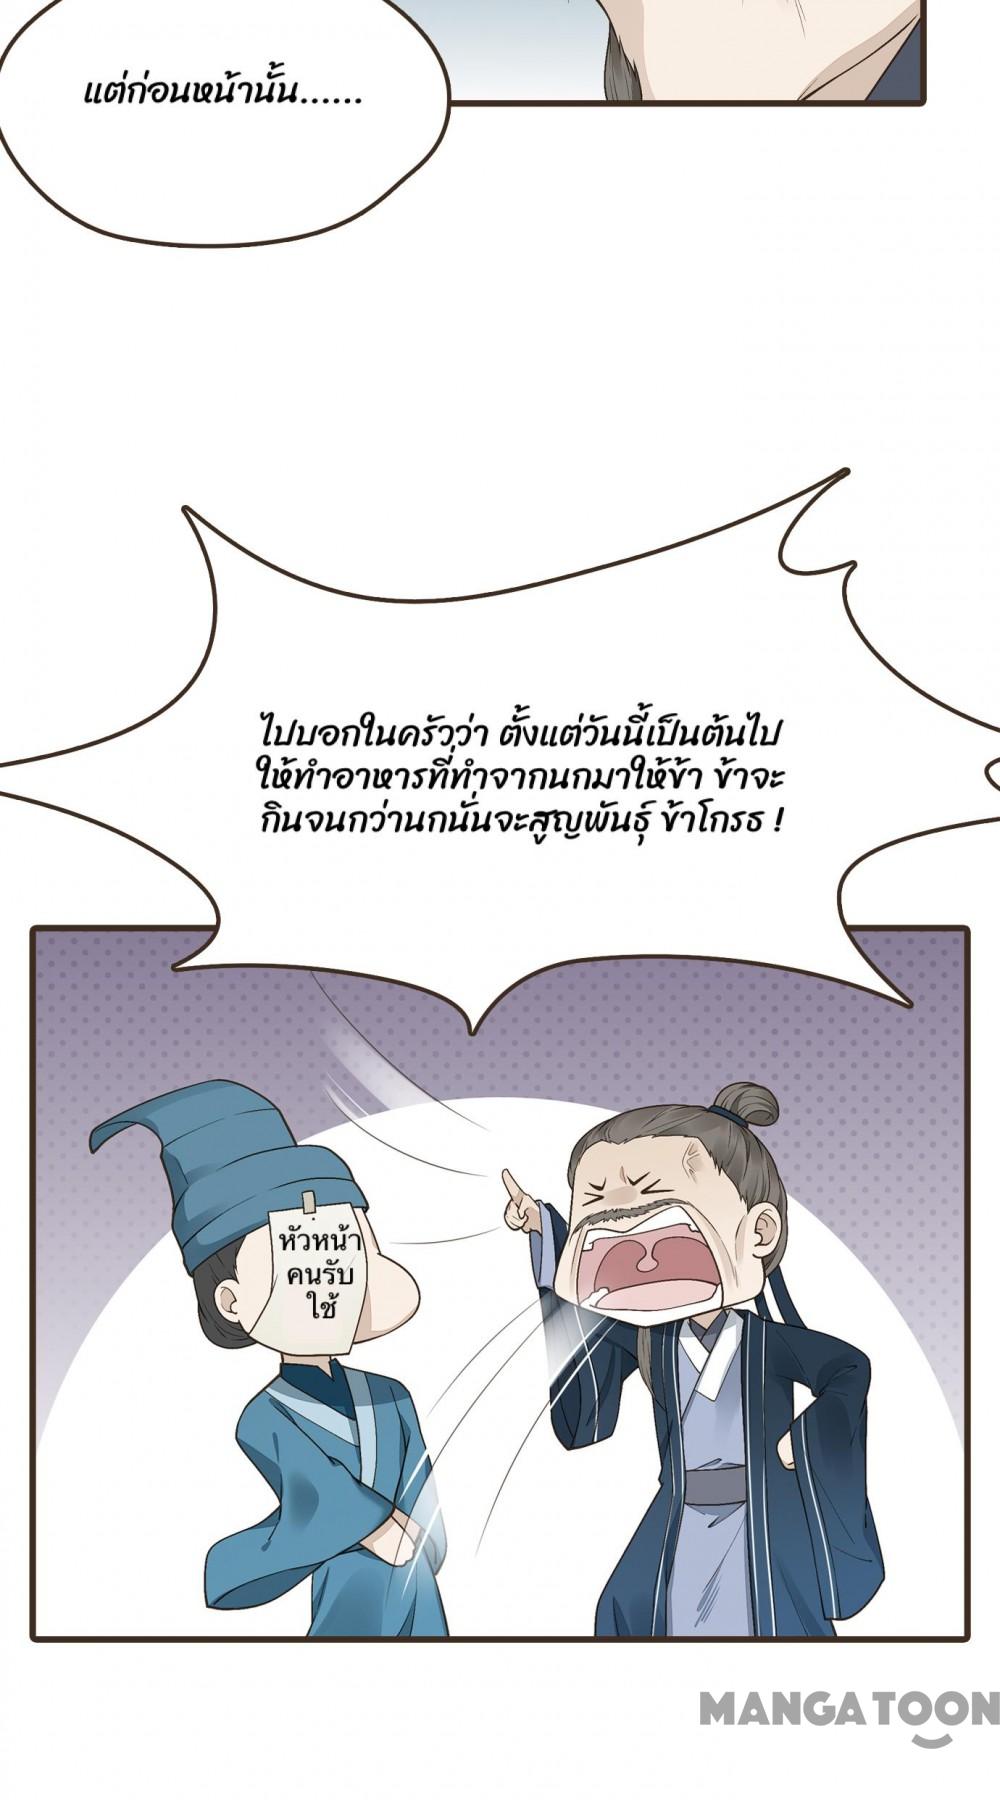 แต่ก่อนหน้านั้น......
ไปบอกในครัวว่า ตั้งแต่วันนี้เป็นต้นไป
ให้ทำอาหารที่ทำจากนกมาให้ข้า ข้าจะ
กินจนกว่านกนั่นจะสูญพันธุ์ ข้าโกรธ !
หัวหน้า
คนรับ
ใช้
MANGATOON